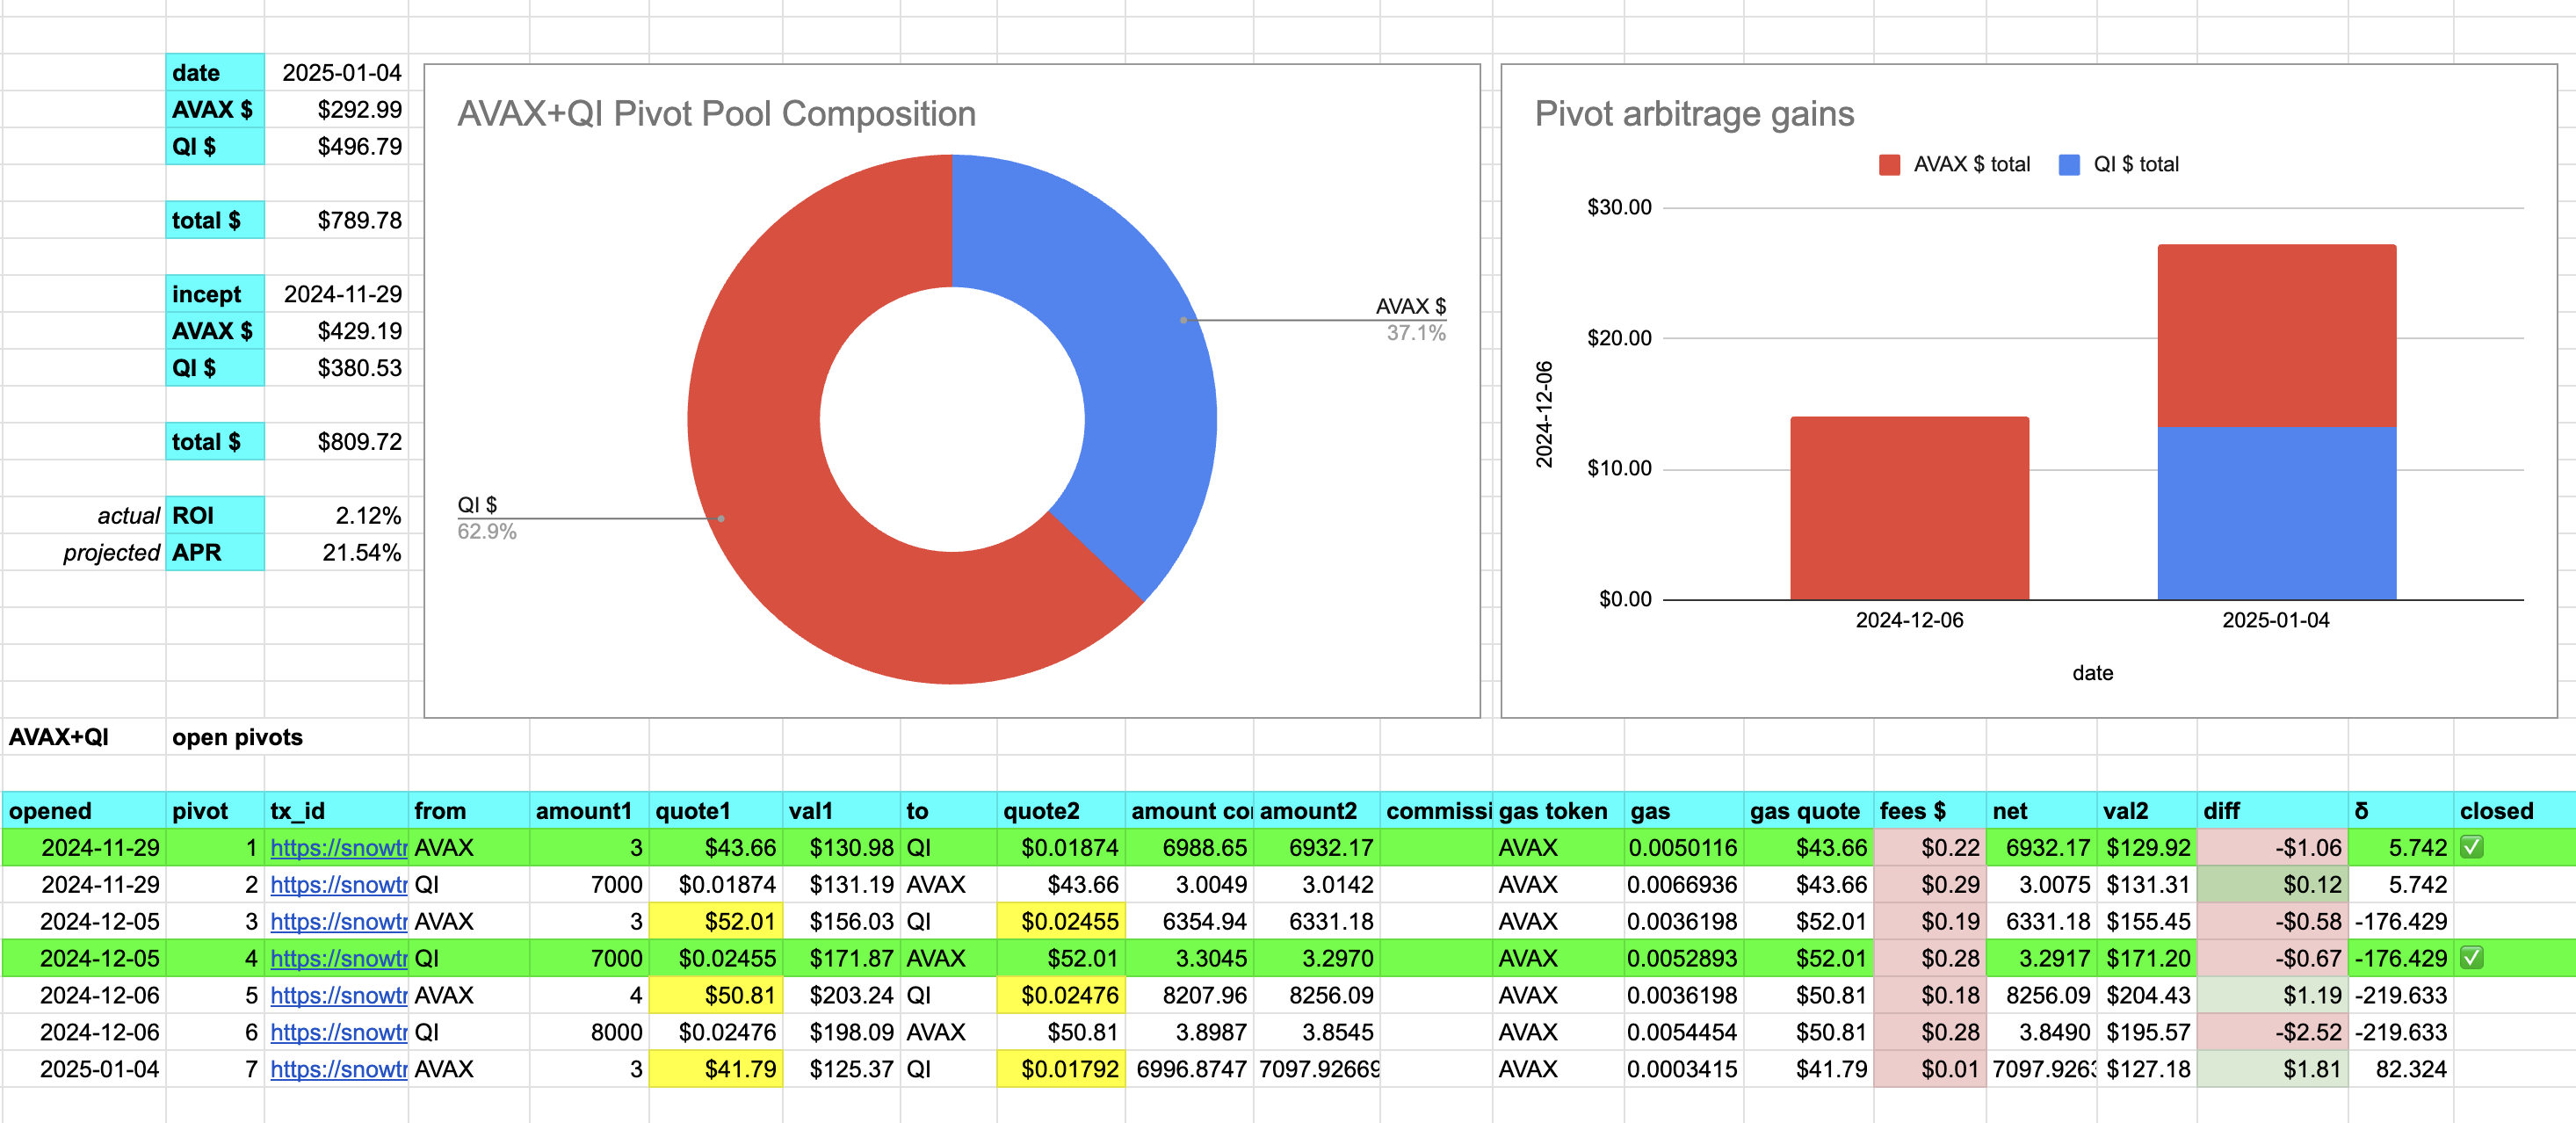 date 2025-01-04
AVAX $ $292.99
QI $ $496.79
total $ $789.78
incept 2024-11-29
AVAX $ $429.19
QI $ $380.53
total $ $809.72
actual ROI 2.12%
projected APR 21.54%
AVAX+QI Pivot Pool Composition
AVAX $
37.1%
QI $
62.9%
Pivot arbitrage gains
AVAX $ total QI $ total
$30.00
$20.00
$10.00
$0.00
2024-12-06
2024-12-06 2025-01-04
date
AVAX+QI open pivots
opened pivot tx_id from amount1 quote1 val1 to quote2 amount coi amount2 commissi gas token gas gas quote fees $ net val2 diff δ closed
2024-11-29 1 https://snowtr AVAX 3 $43.66 $130.98 QI $0.01874 6988.65 6932.17 AVAX 0.0050116 $43.66 $0.22 6932.17 $129.92 -$1.06 5.742 ✅
2024-11-29 2 https://snowtr QI 7000 $0.01874 $131.19 AVAX $43.66 3.0049 3.0142 AVAX 0.0066936 $43.66 $0.29 3.0075 $131.31 $0.12 5.742
2024-12-05 3 https://snowtr AVAX 3 $52.01 $156.03 QI $0.02455 6354.94 6331.18 AVAX 0.0036198 $52.01 $0.19 6331.18 $155.45 -$0.58 -176.429
2024-12-05 4 https://snowtr QI 7000 $0.02455 $171.87 AVAX $52.01 3.3045 3.2970 AVAX 0.0052893 $52.01 $0.28 3.2917 $171.20 -$0.67 -176.429 ✅
2024-12-06 5 https://snowtr AVAX 4 $50.81 $203.24 QI $0.02476 8207.96 8256.09 AVAX 0.0036198 $50.81 $0.18 8256.09 $204.43 $1.19 -219.633
2024-12-06 6 https://snowtr QI 8000 $0.02476 $198.09 AVAX $50.81 3.8987 3.8545 AVAX 0.0054454 $50.81 $0.28 3.8490 $195.57 -$2.52 -219.633
2025-01-04 7 https://snowtr AVAX 3 $41.79 $125.37 QI $0.01792 6996.8747 7097.92669 AVAX 0.0003415 $41.79 $0.01 7097.9263 $127.18 $1.81 82.324